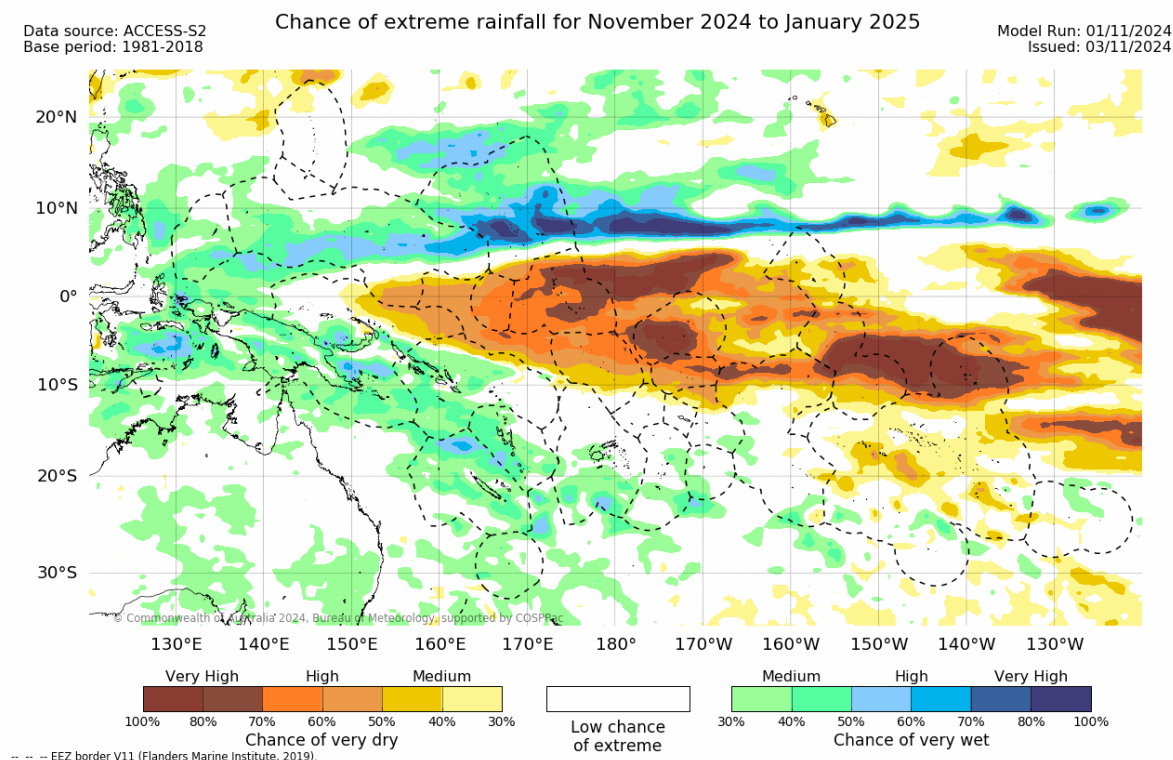 Chance of extreme rainfall for November 2024 to January 2025
Data source: ACCESS-S2
Base period: 1981-2018
Model Run: 01/11/2024
Issued: 03/11/2024
20°N
10°N
0°
10°S
20°S
30°S
© Commonwealth of Australia 2024, Bureau of Meteorology, supported by COSPPac
130°E 140°E 150°E 160°E 170°E 180° 170°W 160°W 150°W 140°W 130°W
Very High High Medium
100% 80% 70% 60% 50% 40% 30%
Chance of very dry
Low chance
of extreme
Medium High Very High
30% 40% 50% 60% 70% 80% 100%
Chance of very wet
-- -- -- EEZ border V11 (Flanders Marine Institute, 2019).